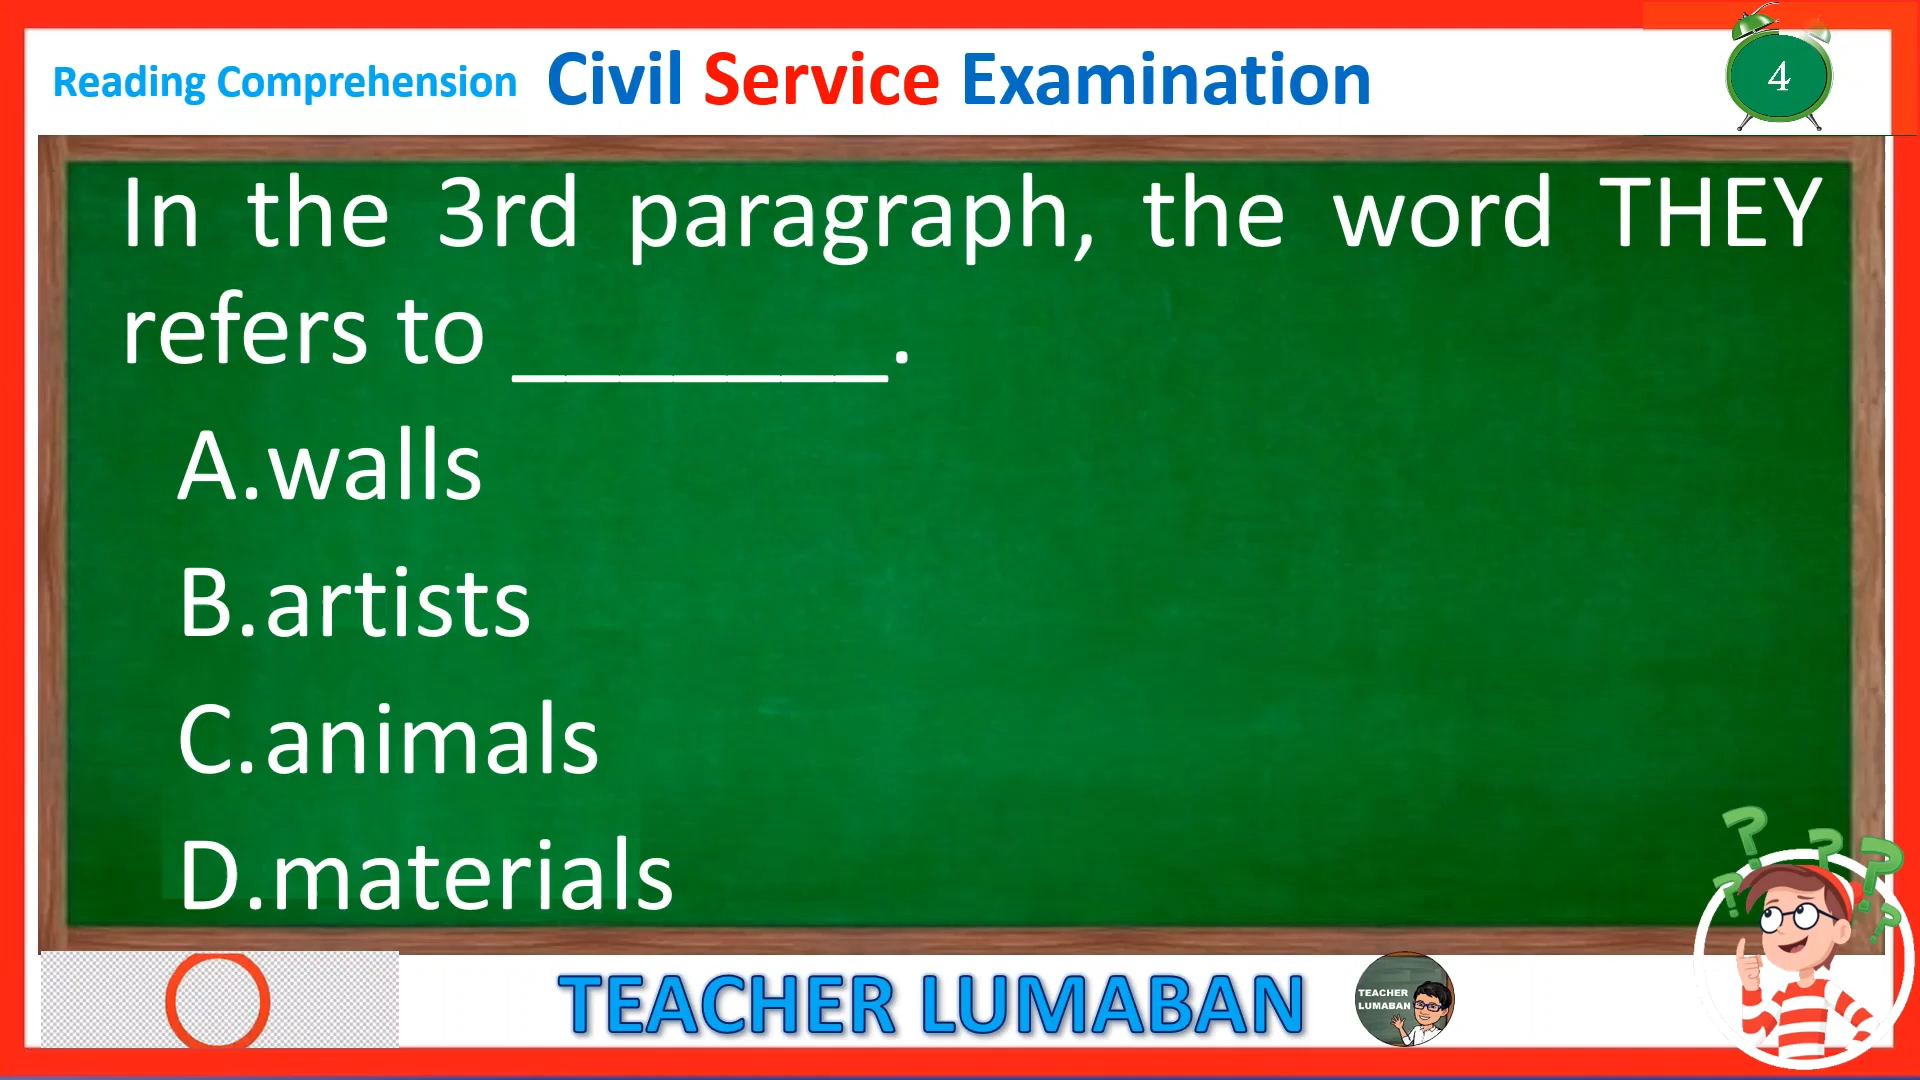 Reading Comprehension Civil Service Examination
4
In the 3rd paragraph, the word THEY
refers to _______.
A.walls
B.artists
C.animals
D.materials
TEACHER LUMABAN
TEACHER
LUMABAN